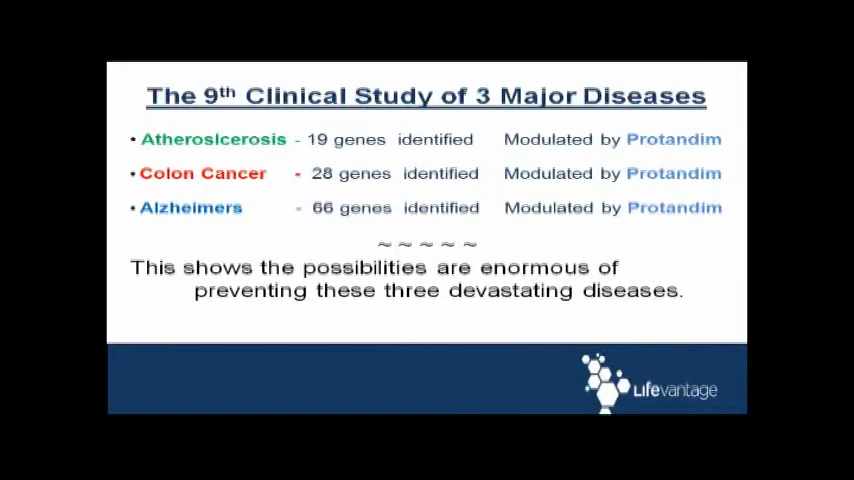 The 9th Clinical Study of 3 Major Diseases
• Atheroslcerosis - 19 genes identified Modulated by Protandim
• Colon Cancer - 28 genes identified Modulated by Protandim
• Alzheimers - 66 genes identified Modulated by Protandim
~ ~ ~ ~ ~
This shows the possibilities are enormous of
preventing these three devastating diseases.
Lifevantage